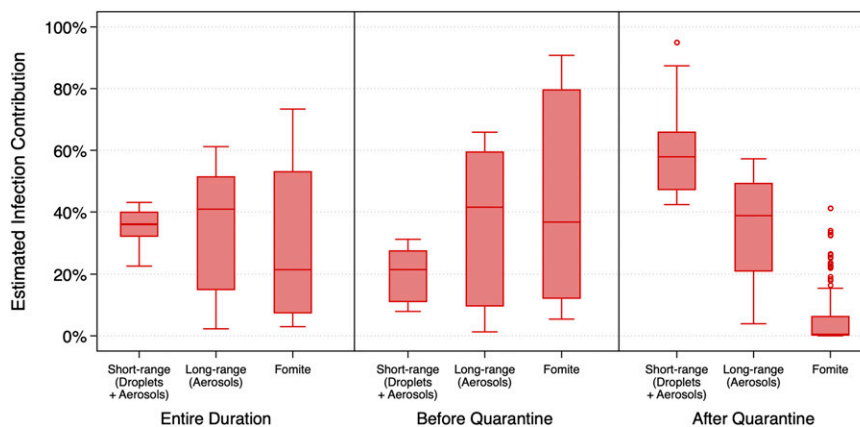 Estimated Infection Contribution
100%
80%
60%
40%
20%
0%
Short-range
(Droplets
+ Aerosols)
Long-range
(Aerosols)
Fomite
Entire Duration
Short-range
(Droplets
+ Aerosols)
Long-range
(Aerosols)
Fomite
Before Quarantine
Short-range
(Droplets
+ Aerosols)
Long-range
(Aerosols)
Fomite
After Quarantine